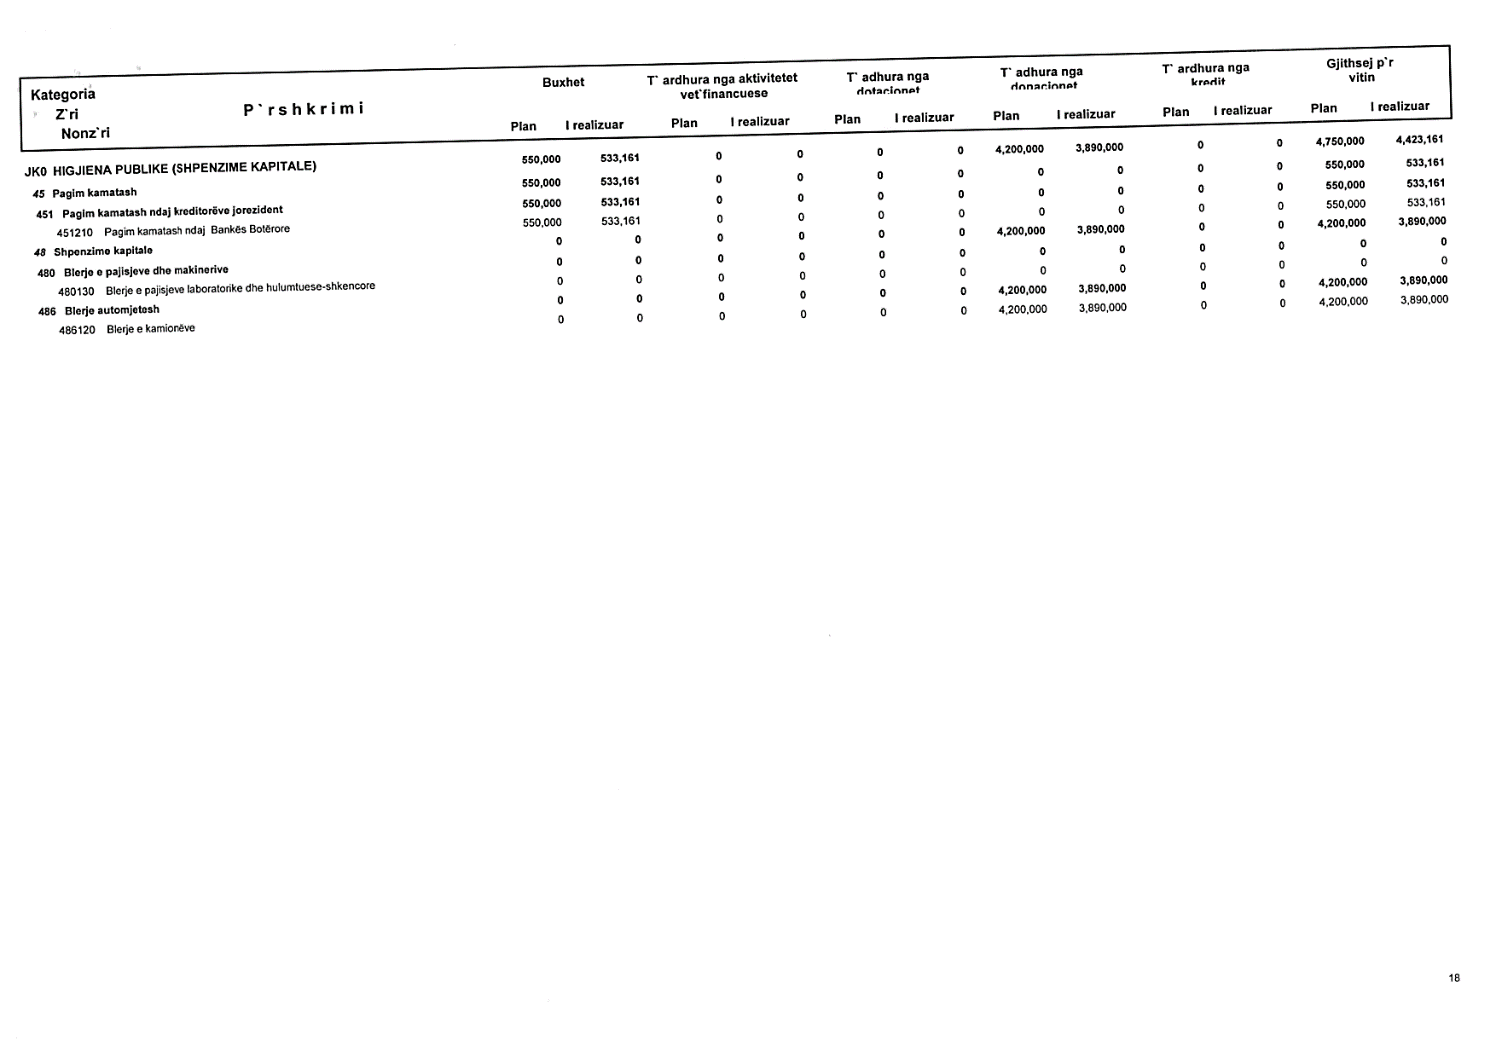 Kategoria
Z`ri
Nonz`ri
P`rshkrimi
Buxhet
T` ardhura nga aktivitetet
vet`financuese
T` adhura nga
dotacionet
T` adhura nga
donacionet
T` ardhura nga
kredit
Gjithsej p`r
vitin
Plan I realizuar Plan I realizuar Plan I realizuar Plan I realizuar Plan I realizuar Plan I realizuar
JK0 HIGJIENA PUBLIKE (SHPENZIME KAPITALE) 550,000 533,161 0 0 0 0 4,200,000 3,890,000 0 0 4,750,000 4,423,161
45 Pagim kamatash 550,000 533,161 0 0 0 0 0 0 0 0 550,000 533,161
451 Pagim kamatash ndaj kreditorëve jorezident 550,000 533,161 0 0 0 0 0 0 0 0 550,000 533,161
451210 Pagim kamatash ndaj Bankës Botërore 550,000 533,161 0 0 0 0 0 0 0 0 550,000 533,161
48 Shpenzime kapitale 0 0 0 0 0 0 4,200,000 3,890,000 0 0 4,200,000 3,890,000
480 Blerje e pajisjeve dhe makinerive 0 0 0 0 0 0 0 0 0 0 0 0
480130 Blerje e pajisjeve laboratorike dhe hulumtuese-shkencore 0 0 0 0 0 0 0 0 0 0 0 0
486 Blerje automjetesh 0 0 0 0 0 0 4,200,000 3,890,000 0 0 4,200,000 3,890,000
486120 Blerje e kamionëve 0 0 0 0 0 0 4,200,000 3,890,000 0 0 4,200,000 3,890,000
18